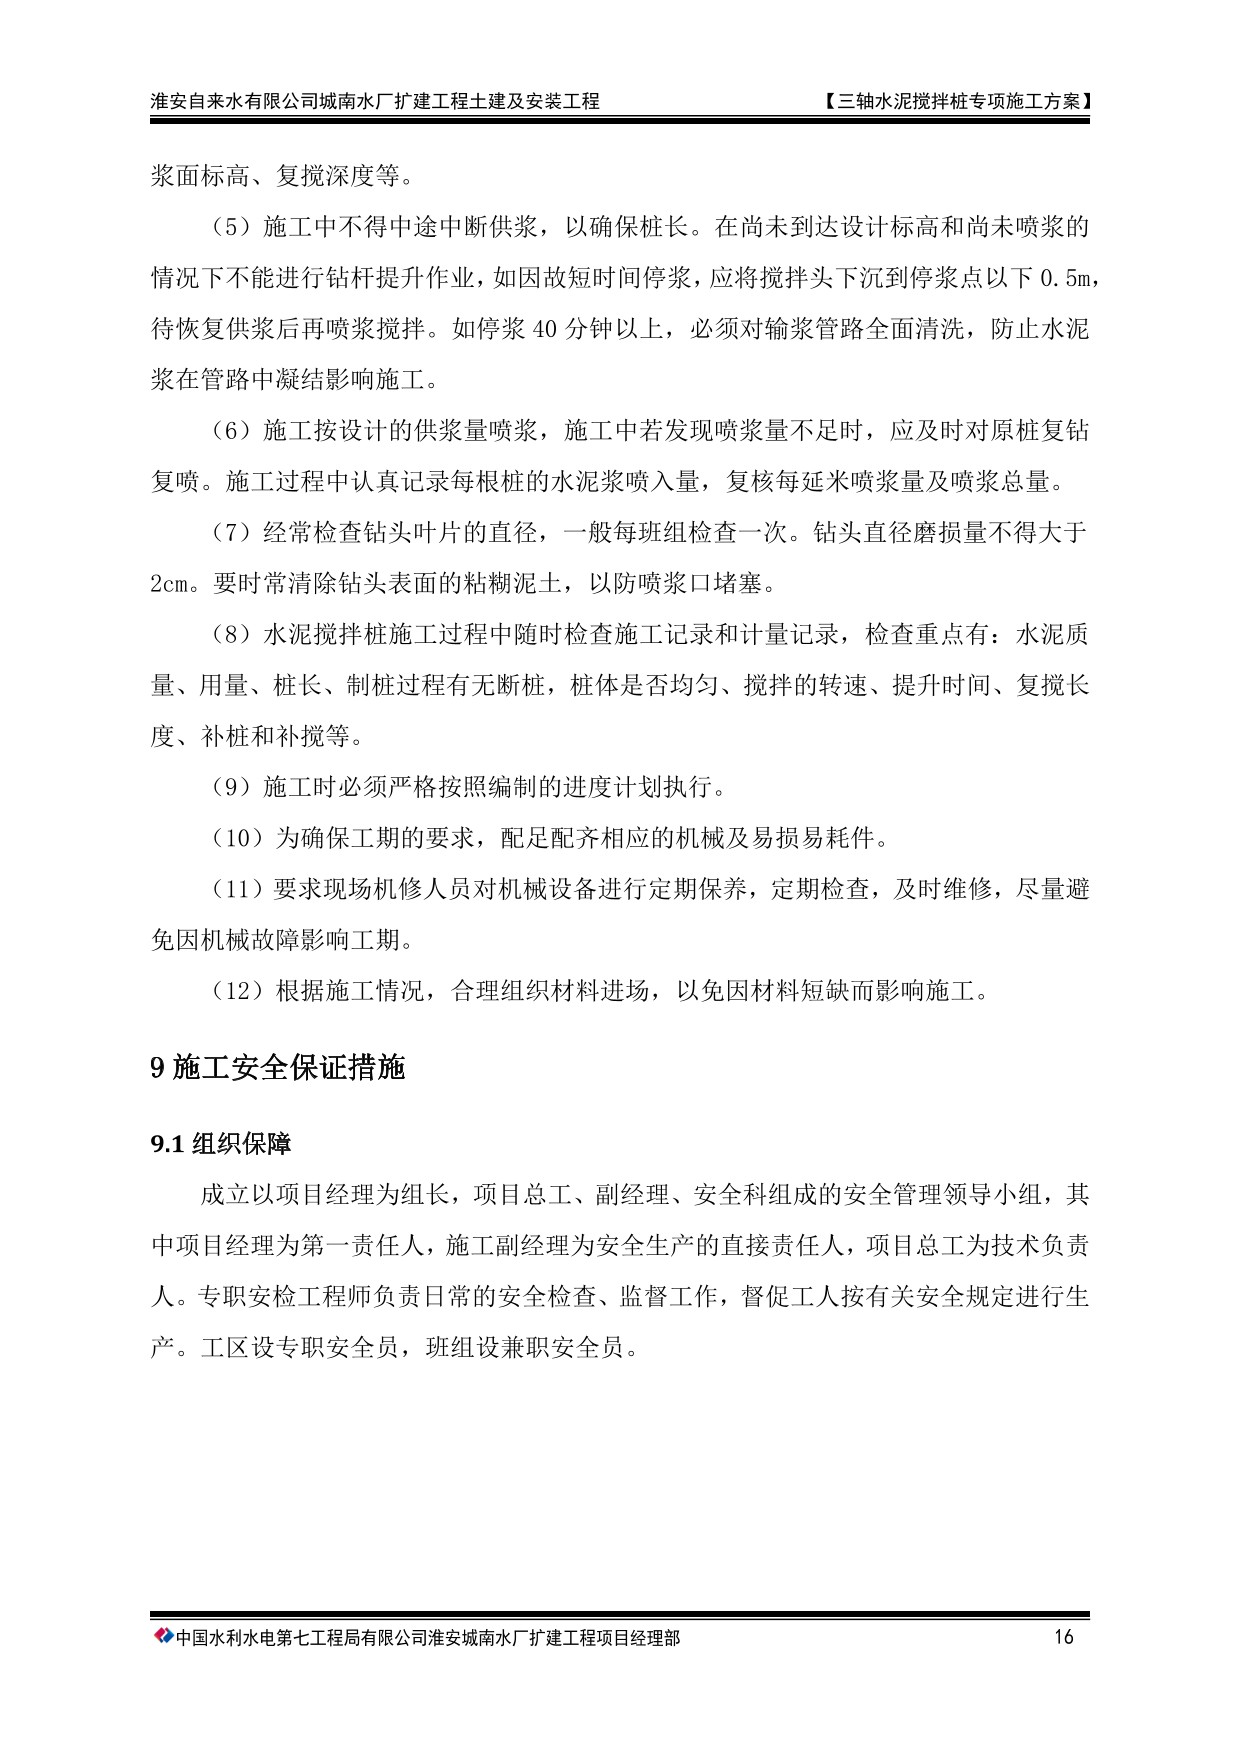 淮安自来水有限公司城南水厂扩建工程土建及安装工程 【三轴水泥搅拌桩专项施工方案】
浆面标高、复搅深度等。
（5）施工中不得中途中断供浆，以确保桩长。在尚未到达设计标高和尚未喷浆的
情况下不能进行钻杆提升作业，如因故短时间停浆，应将搅拌头下沉到停浆点以下 0.5m，
待恢复供浆后再喷浆搅拌。如停浆 40 分钟以上，必须对输浆管路全面清洗，防止水泥
浆在管路中凝结影响施工。
（6）施工按设计的供浆量喷浆，施工中若发现喷浆量不足时，应及时对原桩复钻
复喷。施工过程中认真记录每根桩的水泥浆喷入量，复核每延米喷浆量及喷浆总量。
（7）经常检查钻头叶片的直径，一般每班组检查一次。钻头直径磨损量不得大于
2cm。要时常清除钻头表面的粘糊泥土，以防喷浆口堵塞。
（8）水泥搅拌桩施工过程中随时检查施工记录和计量记录，检查重点有：水泥质
量、用量、桩长、制桩过程有无断桩，桩体是否均匀、搅拌的转速、提升时间、复搅长
度、补桩和补搅等。
（9）施工时必须严格按照编制的进度计划执行。
（10）为确保工期的要求，配足配齐相应的机械及易损易耗件。
（11）要求现场机修人员对机械设备进行定期保养，定期检查，及时维修，尽量避
免因机械故障影响工期。
（12）根据施工情况，合理组织材料进场，以免因材料短缺而影响施工。
9 施工安全保证措施
9.1 组织保障
成立以项目经理为组长，项目总工、副经理、安全科组成的安全管理领导小组，其
中项目经理为第一责任人，施工副经理为安全生产的直接责任人，项目总工为技术负责
人。专职安检工程师负责日常的安全检查、监督工作，督促工人按有关安全规定进行生
产。工区设专职安全员，班组设兼职安全员。
中国水利水电第七工程局有限公司淮安城南水厂扩建工程项目经理部 16